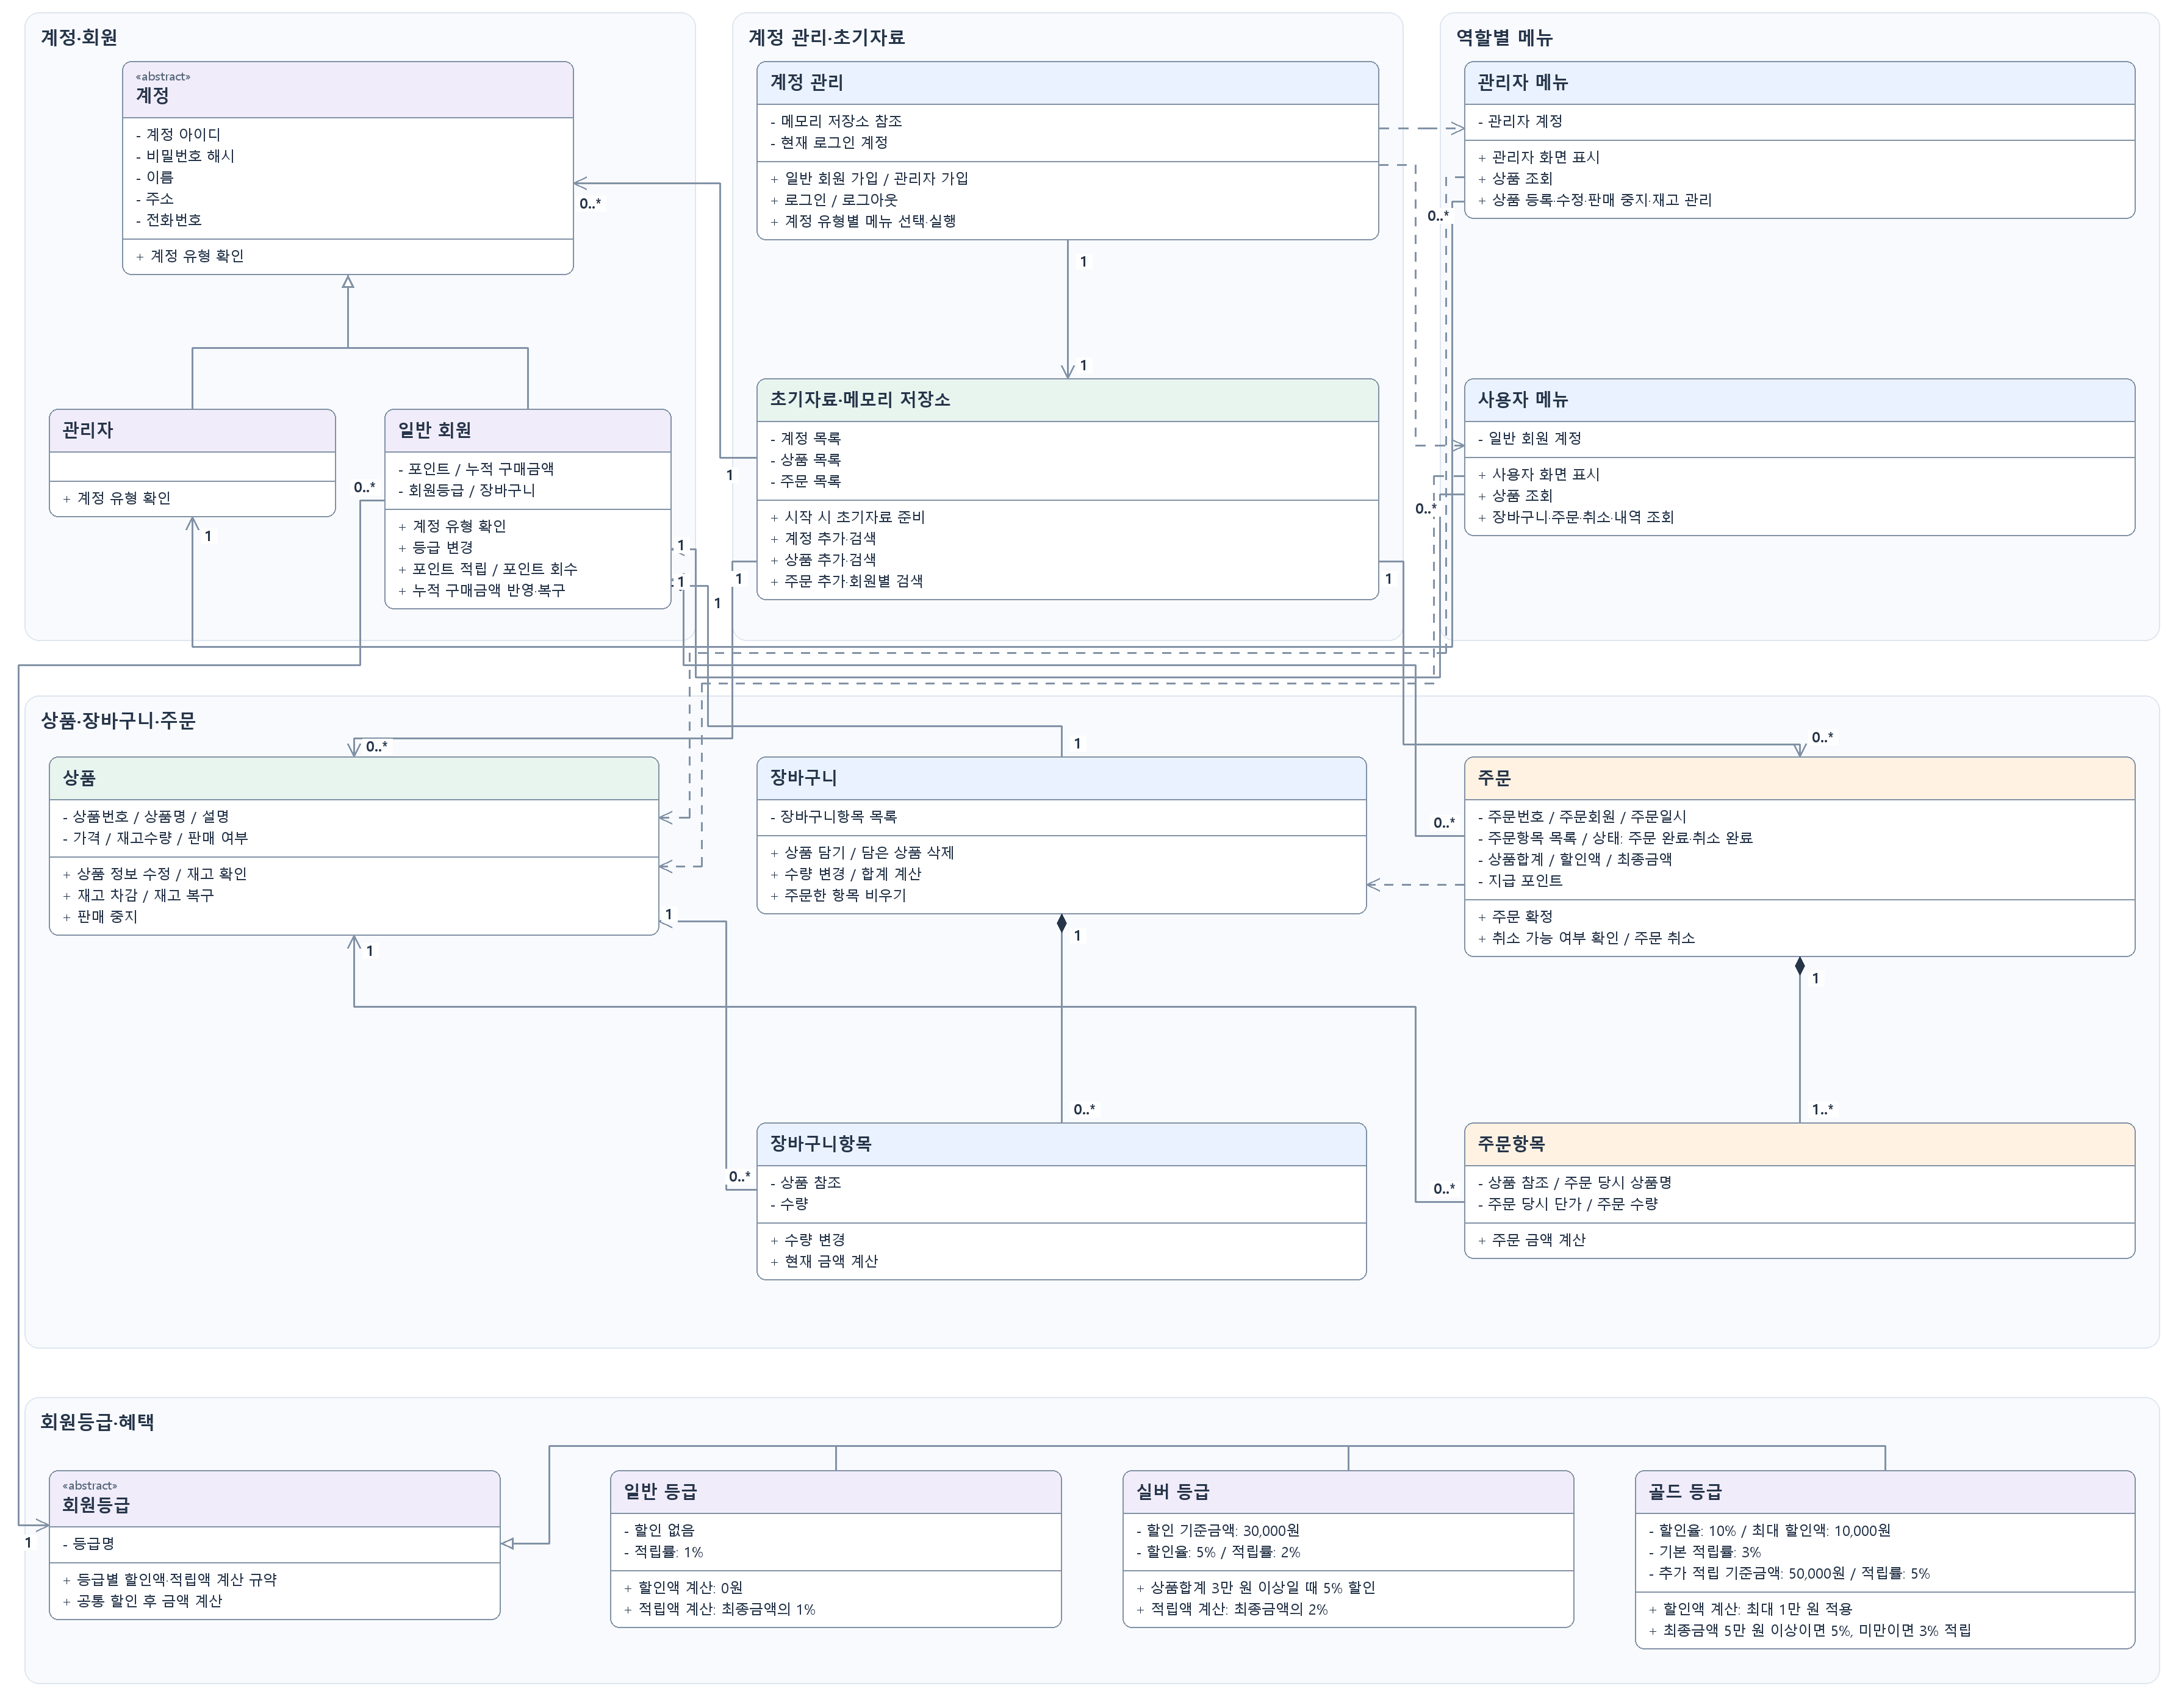 계정·회원
«abstract»
계정
- 계정 아이디
- 비밀번호 해시
- 이름
- 주소
- 전화번호
+ 계정 유형 확인
0..*
관리자
+ 계정 유형 확인
1
일반 회원
- 포인트 / 누적 구매금액
- 회원등급 / 장바구니
+ 계정 유형 확인
+ 등급 변경
+ 포인트 적립 / 포인트 회수
+ 누적 구매금액 반영·복구
0..*
1
1
1
계정 관리·초기자료
계정 관리
- 메모리 저장소 참조
- 현재 로그인 계정
+ 일반 회원 가입 / 관리자 가입
+ 로그인 / 로그아웃
+ 계정 유형별 메뉴 선택·실행
1
1
초기자료·메모리 저장소
- 계정 목록
- 상품 목록
- 주문 목록
+ 시작 시 초기자료 준비
+ 계정 추가·검색
+ 상품 추가·검색
+ 주문 추가·회원별 검색
1
1
1
역할별 메뉴
관리자 메뉴
- 관리자 계정
+ 관리자 화면 표시
+ 상품 조회
+ 상품 등록·수정·판매 중지·재고 관리
0..*
사용자 메뉴
- 일반 회원 계정
+ 사용자 화면 표시
+ 상품 조회
+ 장바구니·주문·취소·내역 조회
0..*
상품·장바구니·주문
0..*
상품
- 상품번호 / 상품명 / 설명
- 가격 / 재고수량 / 판매 여부
+ 상품 정보 수정 / 재고 확인
+ 재고 차감 / 재고 복구
+ 판매 중지
1
1
1
장바구니
- 장바구니항목 목록
+ 상품 담기 / 담은 상품 삭제
+ 수량 변경 / 합계 계산
+ 주문한 항목 비우기
1
0..*
주문
- 주문번호 / 주문회원 / 주문일시
- 주문항목 목록 / 상태: 주문 완료·취소 완료
- 상품합계 / 할인액 / 최종금액
- 지급 포인트
+ 주문 확정
+ 취소 가능 여부 확인 / 주문 취소
0..*
1
0..*
장바구니항목
- 상품 참조
- 수량
+ 수량 변경
+ 현재 금액 계산
0..*
1..*
주문항목
- 상품 참조 / 주문 당시 상품명
- 주문 당시 단가 / 주문 수량
+ 주문 금액 계산
0..*
회원등급·혜택
«abstract»
회원등급
- 등급명
+ 등급별 할인액·적립액 계산 규약
+ 공통 할인 후 금액 계산
1
일반 등급
- 할인 없음
- 적립률: 1%
+ 할인액 계산: 0원
+ 적립액 계산: 최종금액의 1%
실버 등급
- 할인 기준금액: 30,000원
- 할인율: 5% / 적립률: 2%
+ 상품합계 3만 원 이상일 때 5% 할인
+ 적립액 계산: 최종금액의 2%
골드 등급
- 할인율: 10% / 최대 할인액: 10,000원
- 기본 적립률: 3%
- 추가 적립 기준금액: 50,000원 / 적립률: 5%
+ 할인액 계산: 최대 1만 원 적용
+ 최종금액 5만 원 이상이면 5%, 미만이면 3% 적립